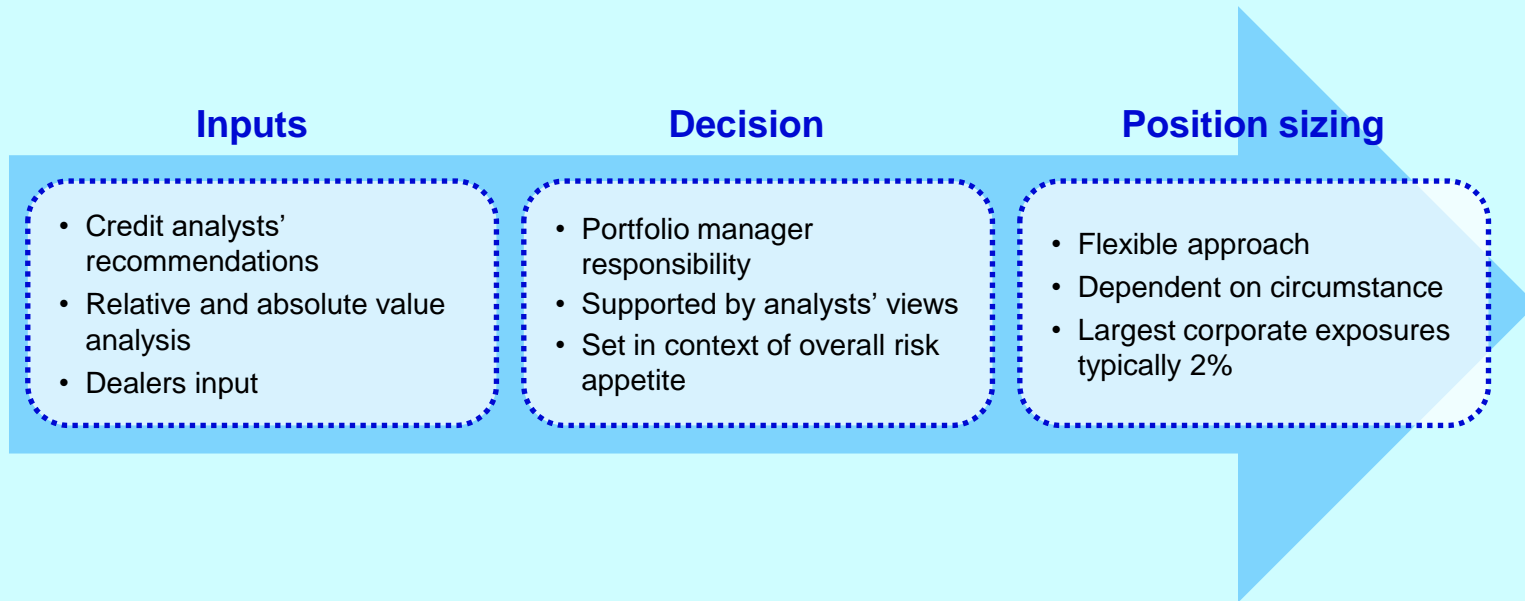 Inputs
• Credit analysts’
recommendations
• Relative and absolute value
analysis
• Dealers input
Decision
• Portfolio manager
responsibility
• Supported by analysts’ views
• Set in context of overall risk
appetite
Position sizing
• Flexible approach
• Dependent on circumstance
• Largest corporate exposures
typically 2%